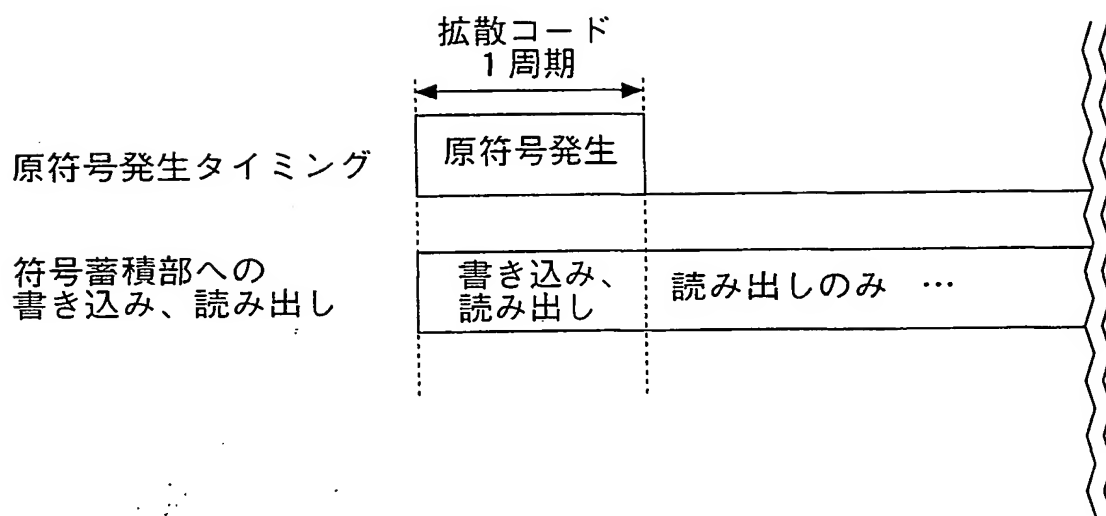 拡散コード
1周期
原符号発生タイミング
原符号発生
符号蓄積部への
書き込み、読み出し
書き込み、
読み出し
読み出しのみ …